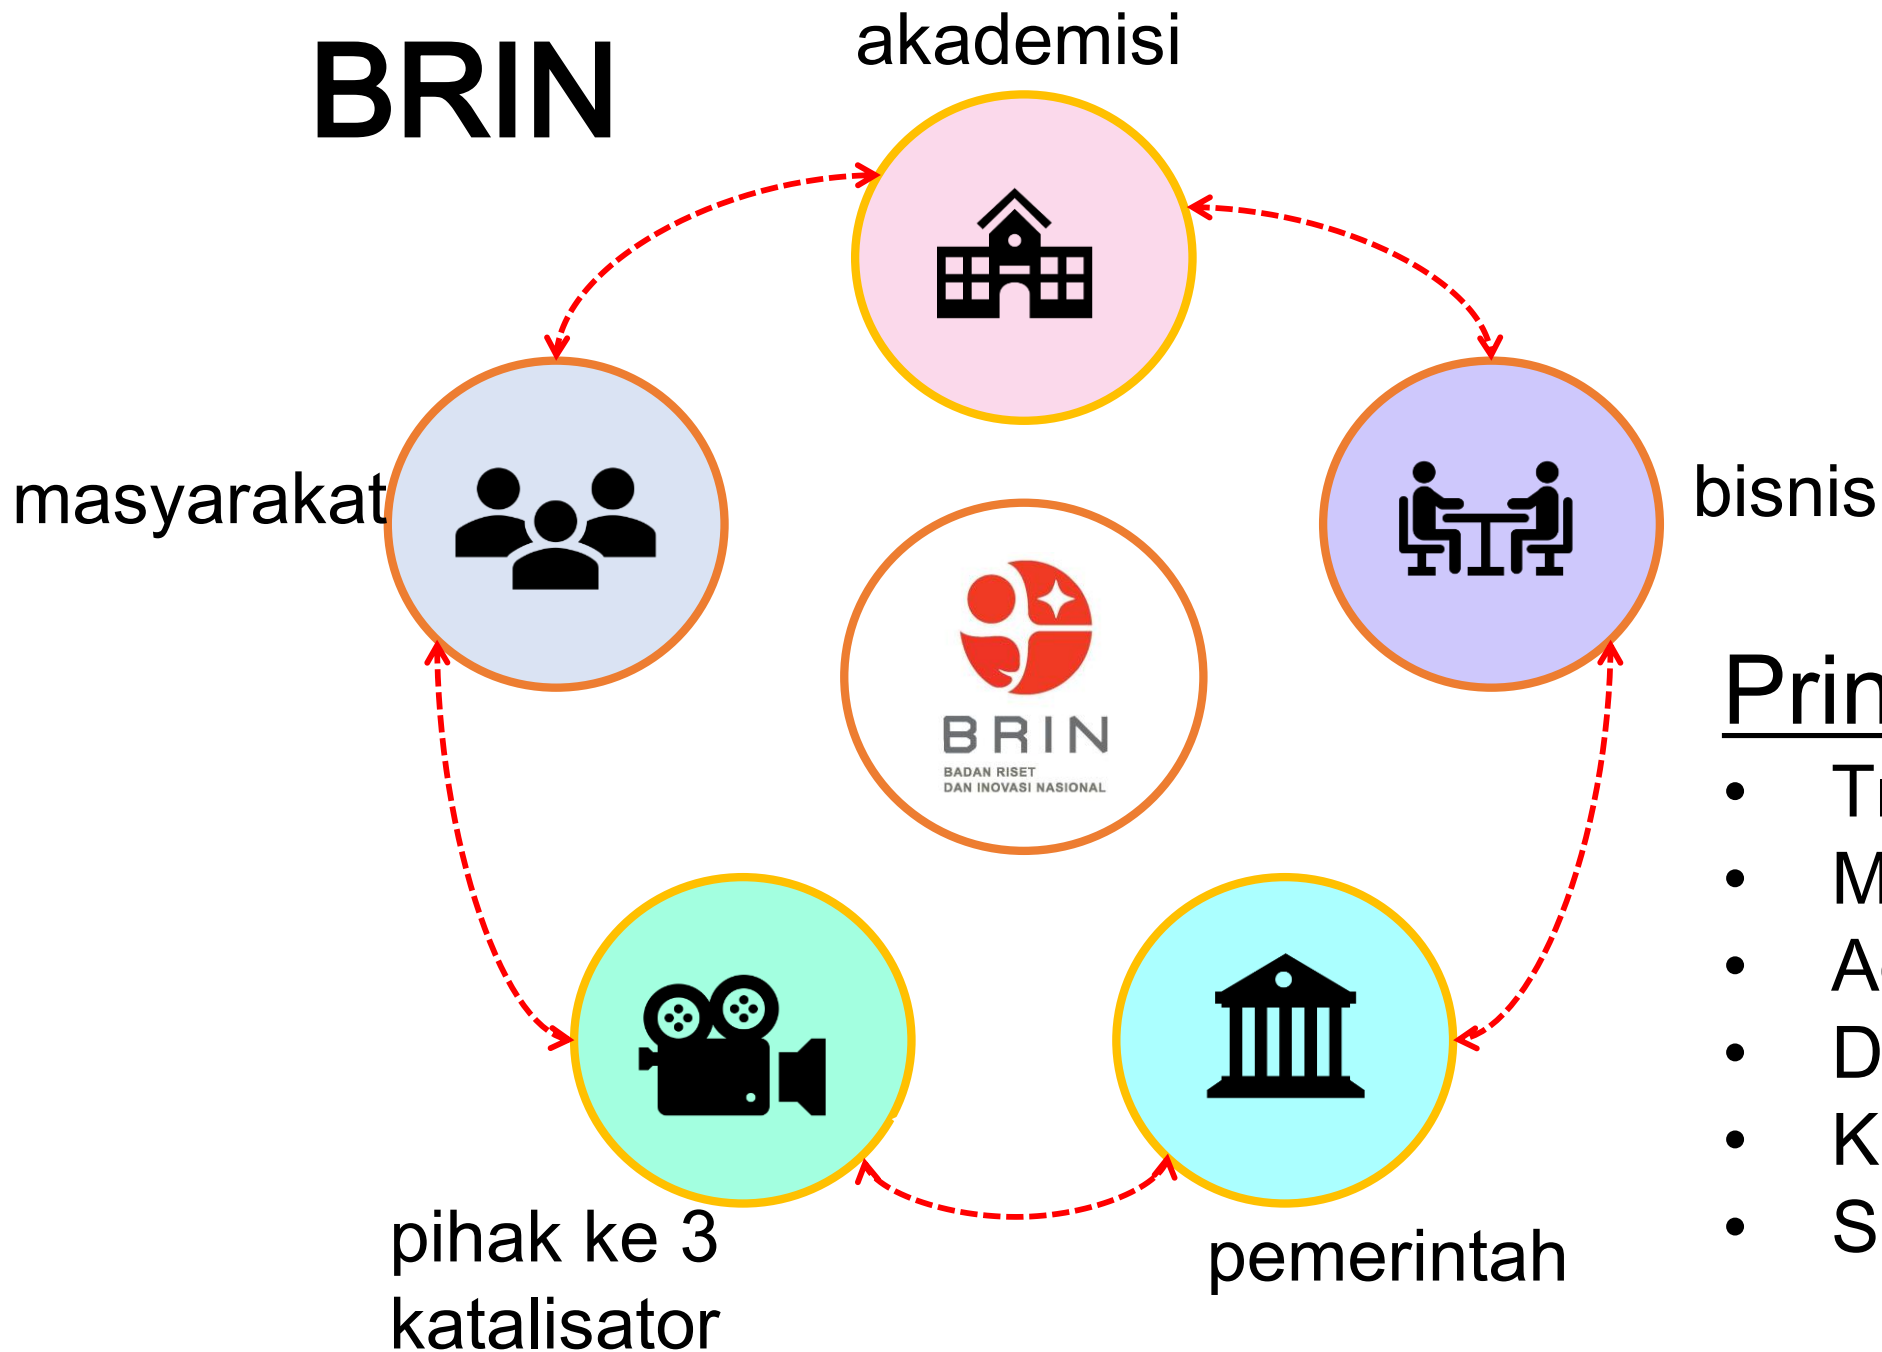 BRIN
akademisi
masyarakat
bisnis
BRIN
BADAN RISET
DAN INOVASI NASIONAL
pihak ke 3
katalisator
pemerintah